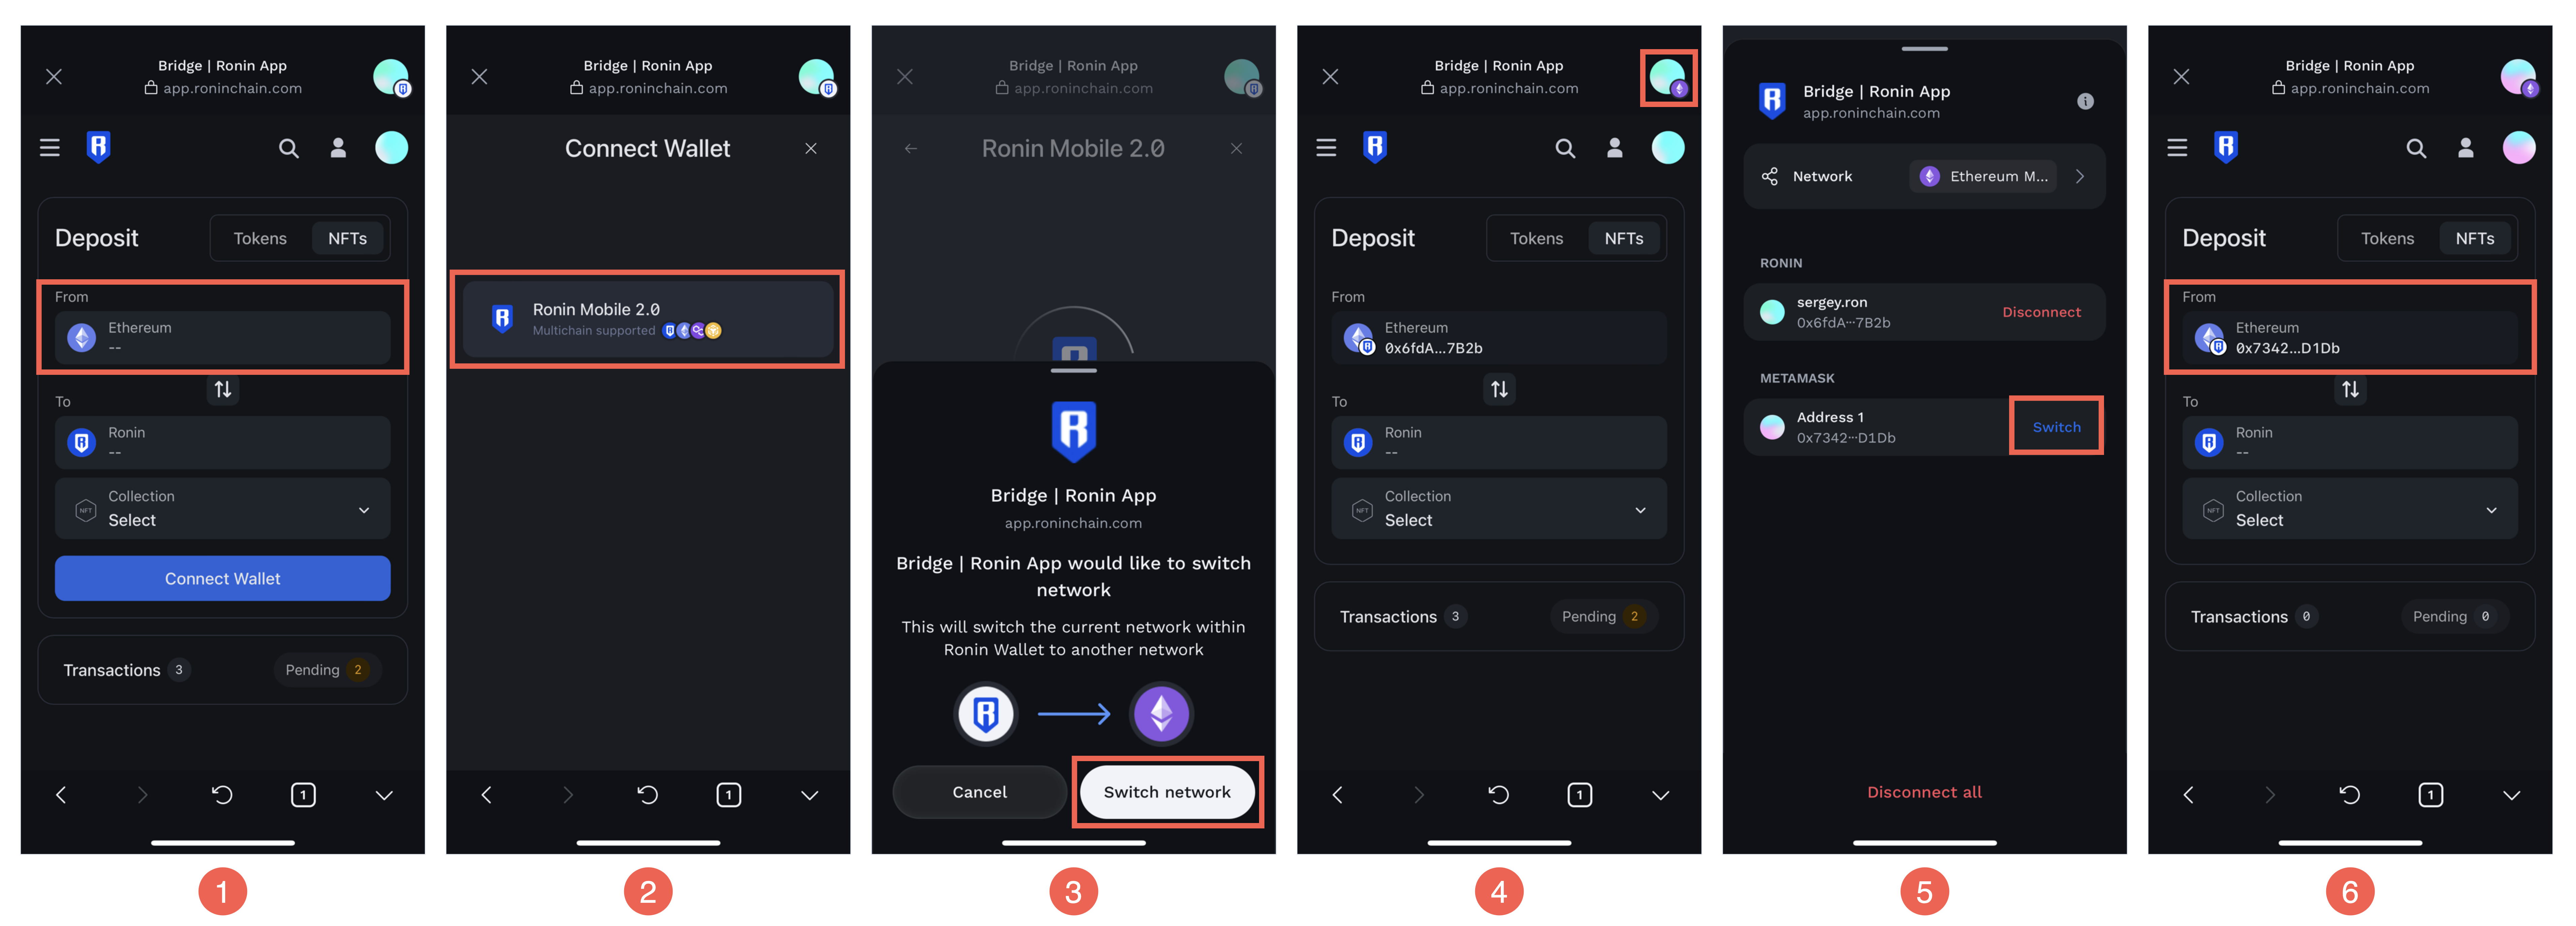 Bridge | Ronin App
app.roninchain.com
Deposit
Tokens
NFTs
From
Ethereum
--
To
Ronin
--
NFT
Collection
Select
Connect Wallet
Transactions 3
Pending 2
1
1
Bridge | Ronin App
app.roninchain.com
Connect Wallet
Ronin Mobile 2.0
Multichain supported
1
2
Bridge | Ronin App
app.roninchain.com
Ronin Mobile 2.0
Bridge | Ronin App
app.roninchain.com
Bridge | Ronin App would like to switch
network
This will switch the current network within
Ronin Wallet to another network
Cancel
Switch network
3
Bridge | Ronin App
app.roninchain.com
Deposit
Tokens
NFTs
From
Ethereum
0x6fdA...7B2b
To
Ronin
--
NFT
Collection
Select
Transactions 3
Pending 2
1
4
Bridge | Ronin App
app.roninchain.com
Network
Ethereum M...
RONIN
sergey.ron
0x6fdA···7B2b
Disconnect
METAMASK
Address 1
0x7342···D1Db
Switch
Disconnect all
5
Bridge | Ronin App
app.roninchain.com
Deposit
Tokens
NFTs
From
Ethereum
0x7342...D1Db
To
Ronin
--
NFT
Collection
Select
Transactions 0
Pending 0
1
6